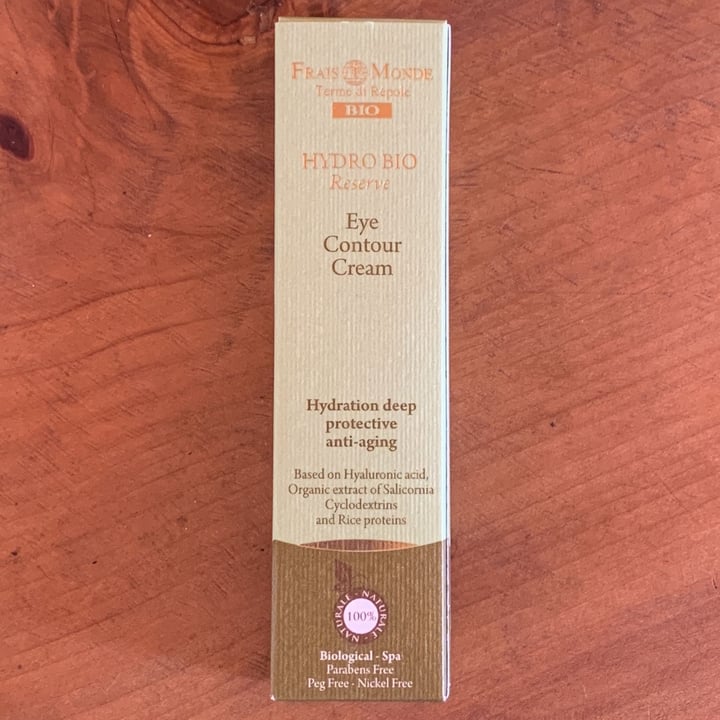 FRAIS MONDE
Terme di Repole
BIO
HYDRO BIO
Reserve
Eye
Contour
Cream
Hydration deep
protective
anti-aging
Based on Hyaluronic acid,
Organic extract of Salicornia
Cyclodextrins
and Rice proteins
NATURALE - NATURALE -
100%
Biological - Spa
Parabens Free
Peg Free - Nickel Free